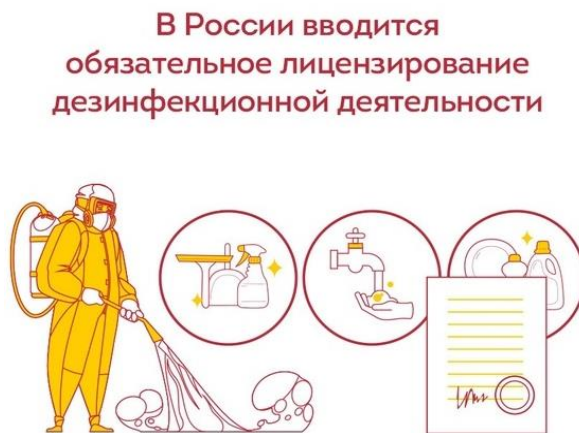 В России вводится
обязательное лицензирование
дезинфекционной деятельности